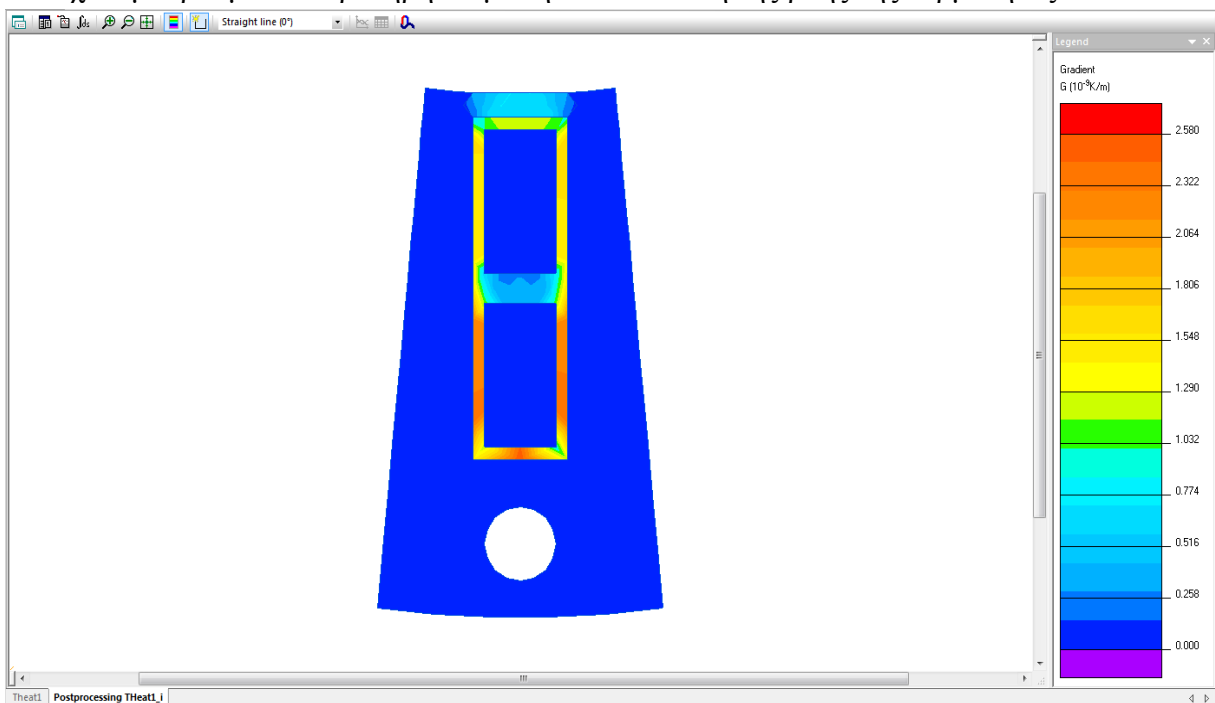 Straight line (0°)
Legend
Gradient
G (10⁻⁹K/m)
2.580
2.322
2.064
1.806
1.548
1.290
1.032
0.774
0.516
0.258
0.000
Theat1 Postprocessing THeat1_i